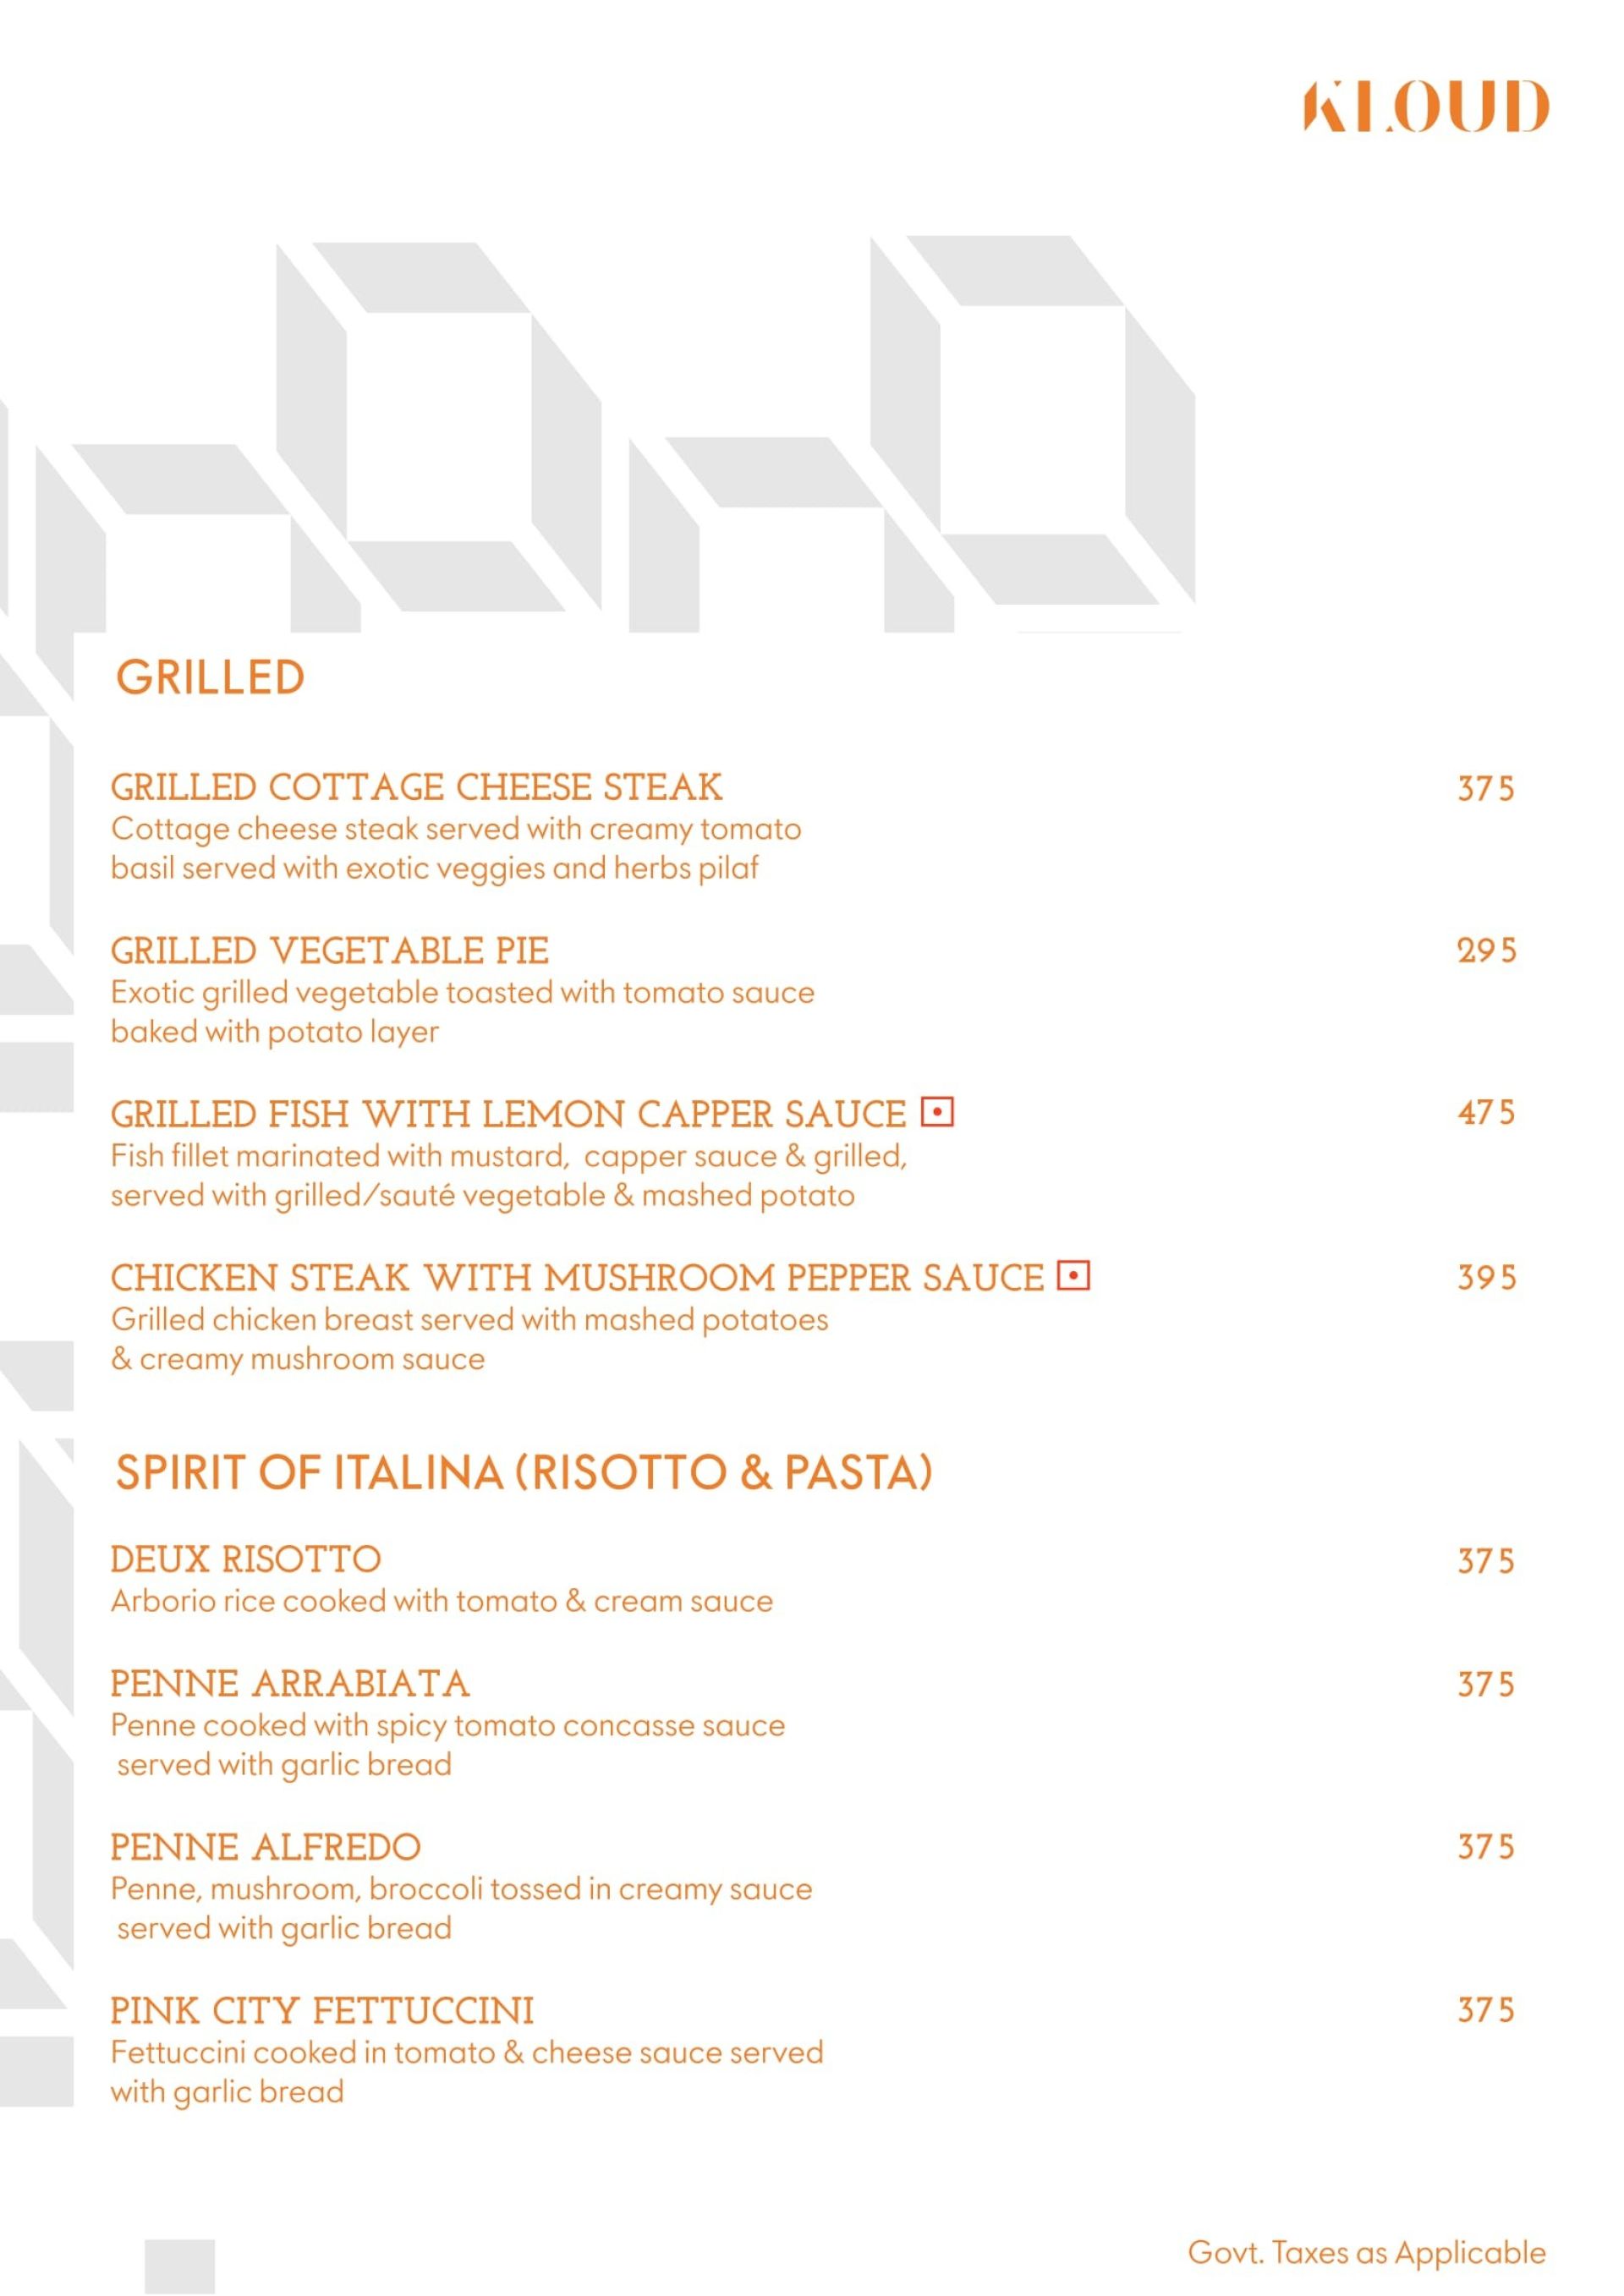 KLOUD
GRILLED
GRILLED COTTAGE CHEESE STEAK 375
Cottage cheese steak served with creamy tomato
basil served with exotic veggies and herbs pilaf
GRILLED VEGETABLE PIE 295
Exotic grilled vegetable toasted with tomato sauce
baked with potato layer
GRILLED FISH WITH LEMON CAPPER SAUCE 475
Fish fillet marinated with mustard, capper sauce & grilled,
served with grilled/sauté vegetable & mashed potato
CHICKEN STEAK WITH MUSHROOM PEPPER SAUCE 395
Grilled chicken breast served with mashed potatoes
& creamy mushroom sauce
SPIRIT OF ITALINA (RISOTTO & PASTA)
DEUX RISOTTO 375
Arborio rice cooked with tomato & cream sauce
PENNE ARRABIATA 375
Penne cooked with spicy tomato concasse sauce
served with garlic bread
PENNE ALFREDO 375
Penne, mushroom, broccoli tossed in creamy sauce
served with garlic bread
PINK CITY FETTUCCINI 375
Fettuccini cooked in tomato & cheese sauce served
with garlic bread
Govt. Taxes as Applicable